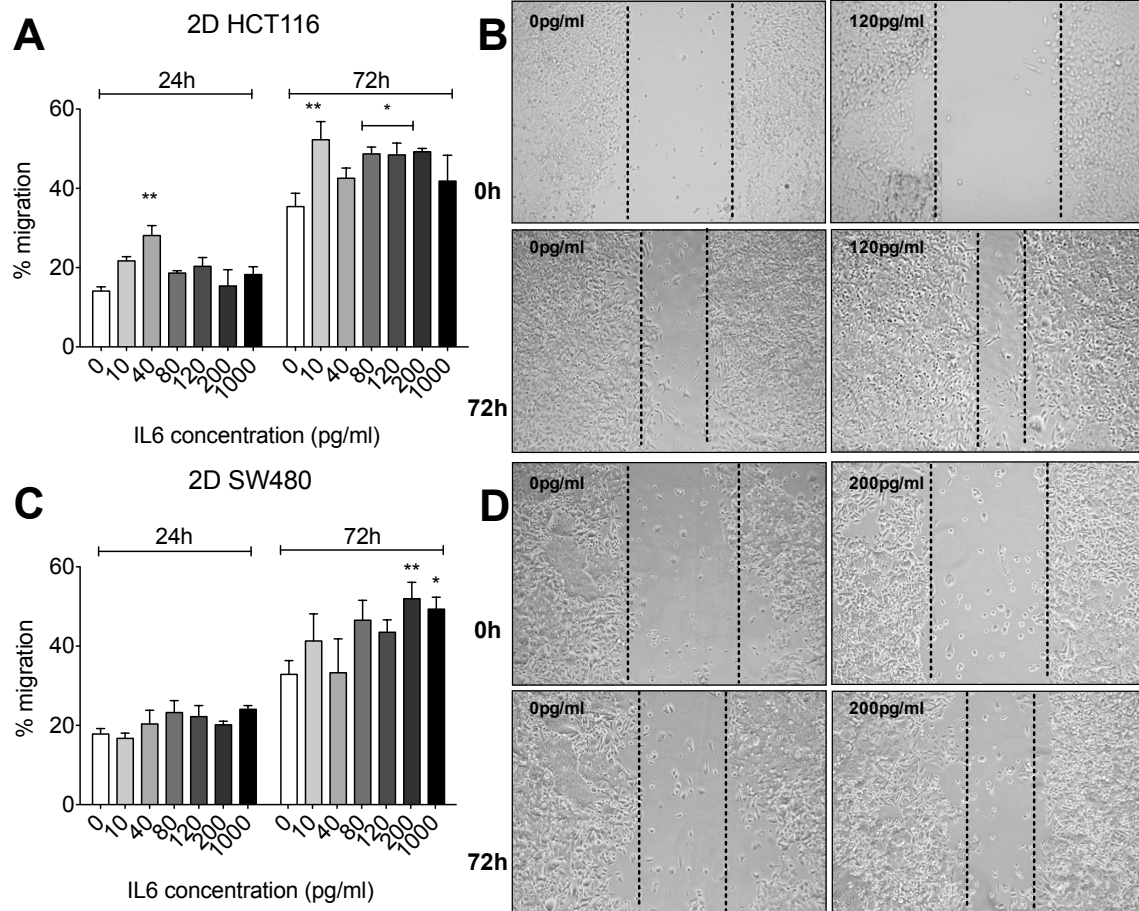 A
2D HCT116
24h
72h
**
**
*
60
40
20
0
% migration
0
10
40
80
120
200
1000
0
10
40
80
120
200
1000
IL6 concentration (pg/ml)
B
0pg/ml
120pg/ml
0h
0pg/ml
120pg/ml
72h
C
2D SW480
24h
72h
**
*
60
40
20
0
% migration
0
10
40
80
120
200
1000
0
10
40
80
120
200
1000
IL6 concentration (pg/ml)
D
0pg/ml
200pg/ml
0h
0pg/ml
200pg/ml
72h